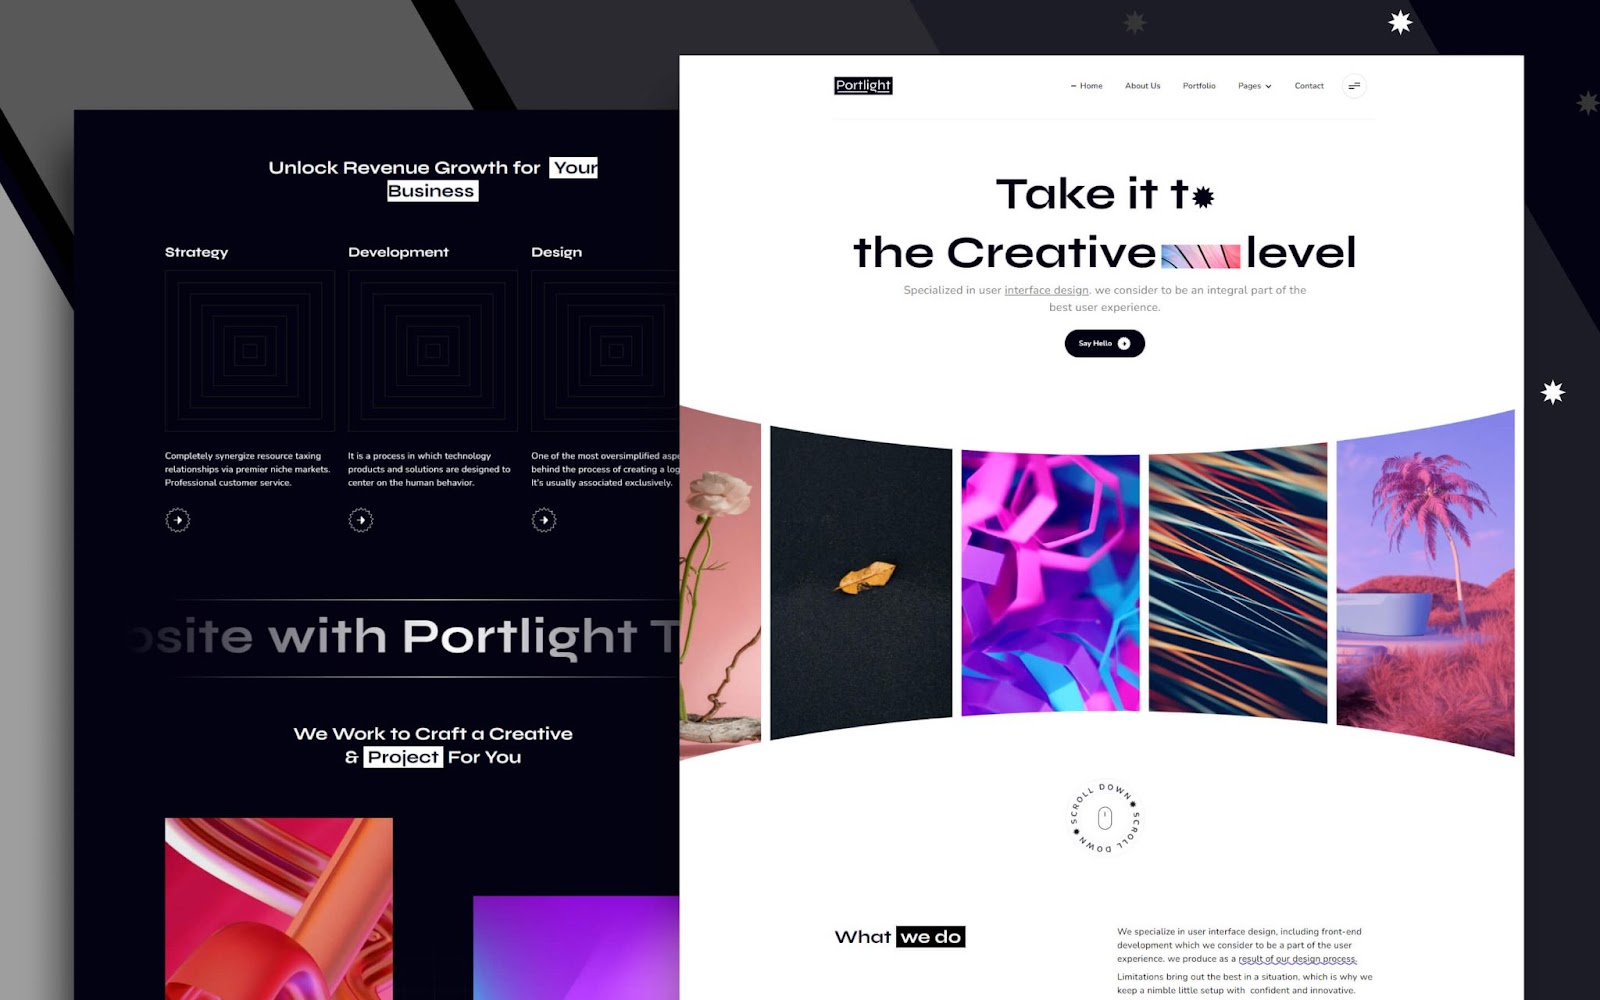 Unlock Revenue Growth for Your
Business
Strategy
Development
Design
Completely synergize resource taxing
relationships via premier niche markets.
Professional customer service.
It is a process in which technology
products and solutions are designed to
center on the human behavior.
One of the most oversimplified
behind the process of creating a
It's usually associated exclusively.
with Portlight
We Work to Craft a Creative
& Project For You
Portlight
Home
About Us
Portfolio
Pages
Contact
Take it t
the Creative level
Specialized in user interface design. we consider to be an integral part of the
best user experience.
Say Hello
SCROLL DOWN SCROLL DOWN
What we do
We specialize in user interface design, including front-end
development which we consider to be a part of the user
experience. we produce as a result of our design process.
Limitations bring out the best in a situation, which is why we
keep a nimble little setup with confident and innovative.